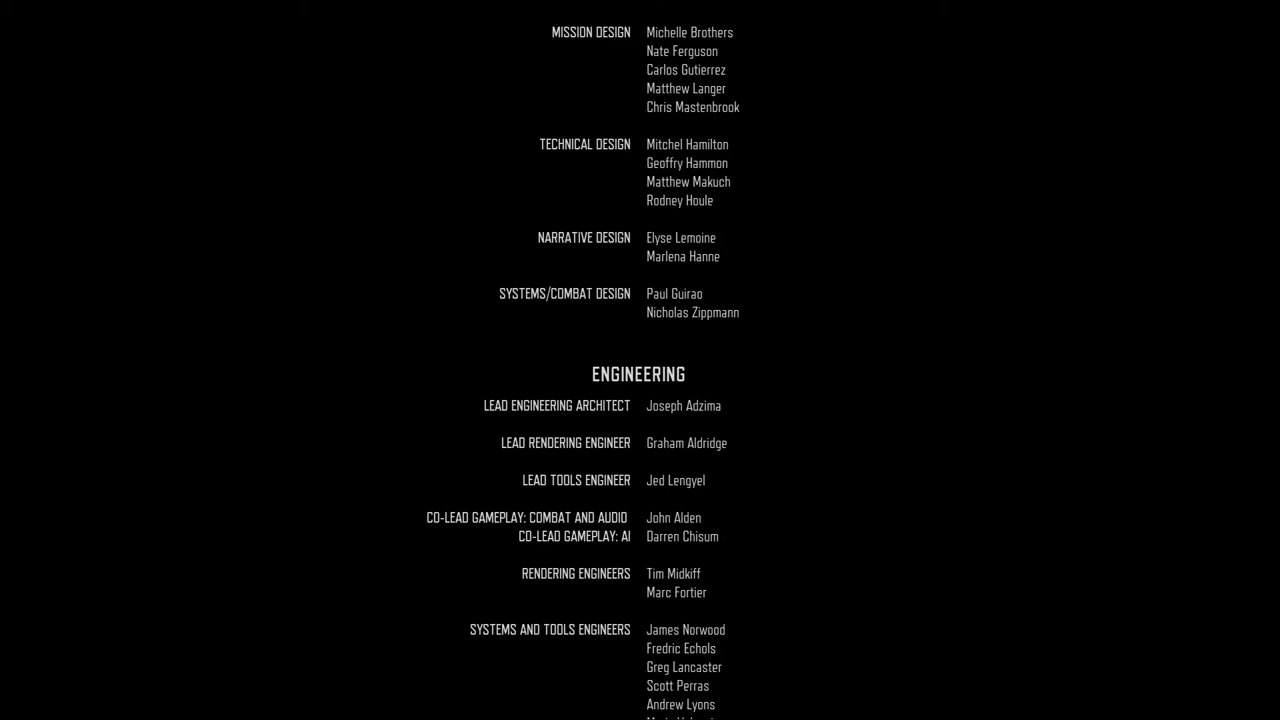 MISSION DESIGN Michelle Brothers
Nate Ferguson
Carlos Gutierrez
Matthew Langer
Chris Mastenbrook
TECHNICAL DESIGN Mitchel Hamilton
Geoffry Hammon
Matthew Makuch
Rodney Houle
NARRATIVE DESIGN Elyse Lemoine
Marlena Hanne
SYSTEMS/COMBAT DESIGN Paul Guirao
Nicholas Zippmann
ENGINEERING
LEAD ENGINEERING ARCHITECT Joseph Adzima
LEAD RENDERING ENGINEER Graham Aldridge
LEAD TOOLS ENGINEER Jed Lengyel
CO-LEAD GAMEPLAY: COMBAT AND AUDIO John Alden
CO-LEAD GAMEPLAY: AI Darren Chisum
RENDERING ENGINEERS Tim Midkiff
Marc Fortier
SYSTEMS AND TOOLS ENGINEERS James Norwood
Fredric Echols
Greg Lancaster
Scott Perras
Andrew Lyons